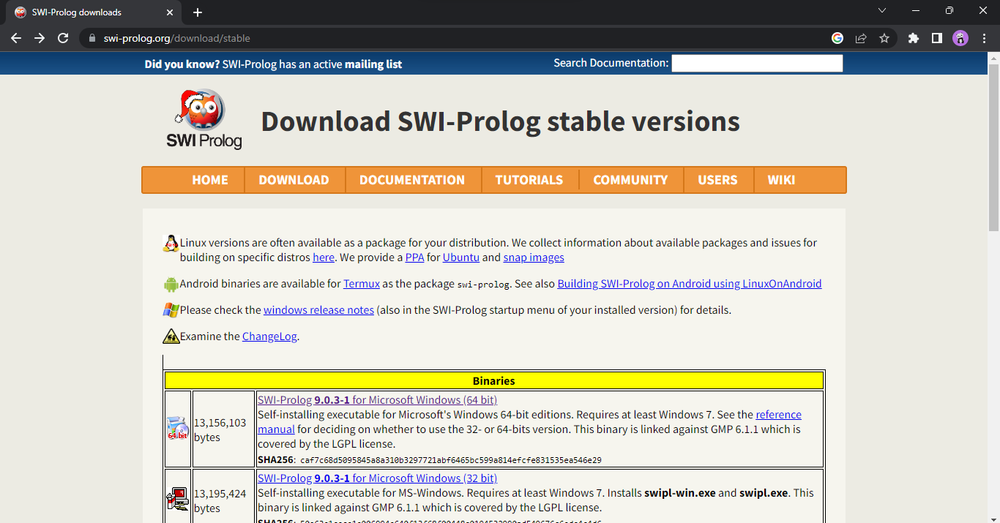 SWI-Prolog downloads
swi-prolog.org/download/stable
Did you know? SWI-Prolog has an active mailing list
Search Documentation:
SWI Prolog
Download SWI-Prolog stable versions
HOME DOWNLOAD DOCUMENTATION TUTORIALS COMMUNITY USERS WIKI
Linux versions are often available as a package for your distribution. We collect information about available packages and issues for
building on specific distros here. We provide a PPA for Ubuntu and snap images
Android binaries are available for Termux as the package swi-prolog. See also Building SWI-Prolog on Android using LinuxOnAndroid
Please check the windows release notes (also in the SWI-Prolog startup menu of your installed version) for details.
Examine the ChangeLog.
Binaries
64bit
13,156,103
bytes
SWI-Prolog 9.0.3-1 for Microsoft Windows (64 bit)
Self-installing executable for Microsoft's Windows 64-bit editions. Requires at least Windows 7. See the reference
manual for deciding on whether to use the 32- or 64-bits version. This binary is linked against GMP 6.1.1 which is
covered by the LGPL license.
SHA256: caf7c68d5095845a8a310b3297721abf6465bc599a814efcfe831535ea546e29
13,195,424
bytes
SWI-Prolog 9.0.3-1 for Microsoft Windows (32 bit)
Self-installing executable for MS-Windows. Requires at least Windows 7. Installs swipl-win.exe and swipl.exe. This
binary is linked against GMP 6.1.1 which is covered by the LGPL license.
SHA256: